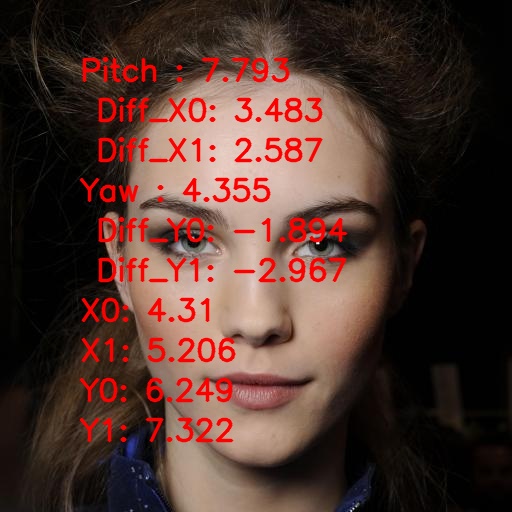 Pitch : 7.793
Diff_X0: 3.483
Diff_X1: 2.587
Yaw : 4.355
Diff_Y0: -1.894
Diff_Y1: -2.967
X0: 4.31
X1: 5.206
Y0: 6.249
Y1: 7.322